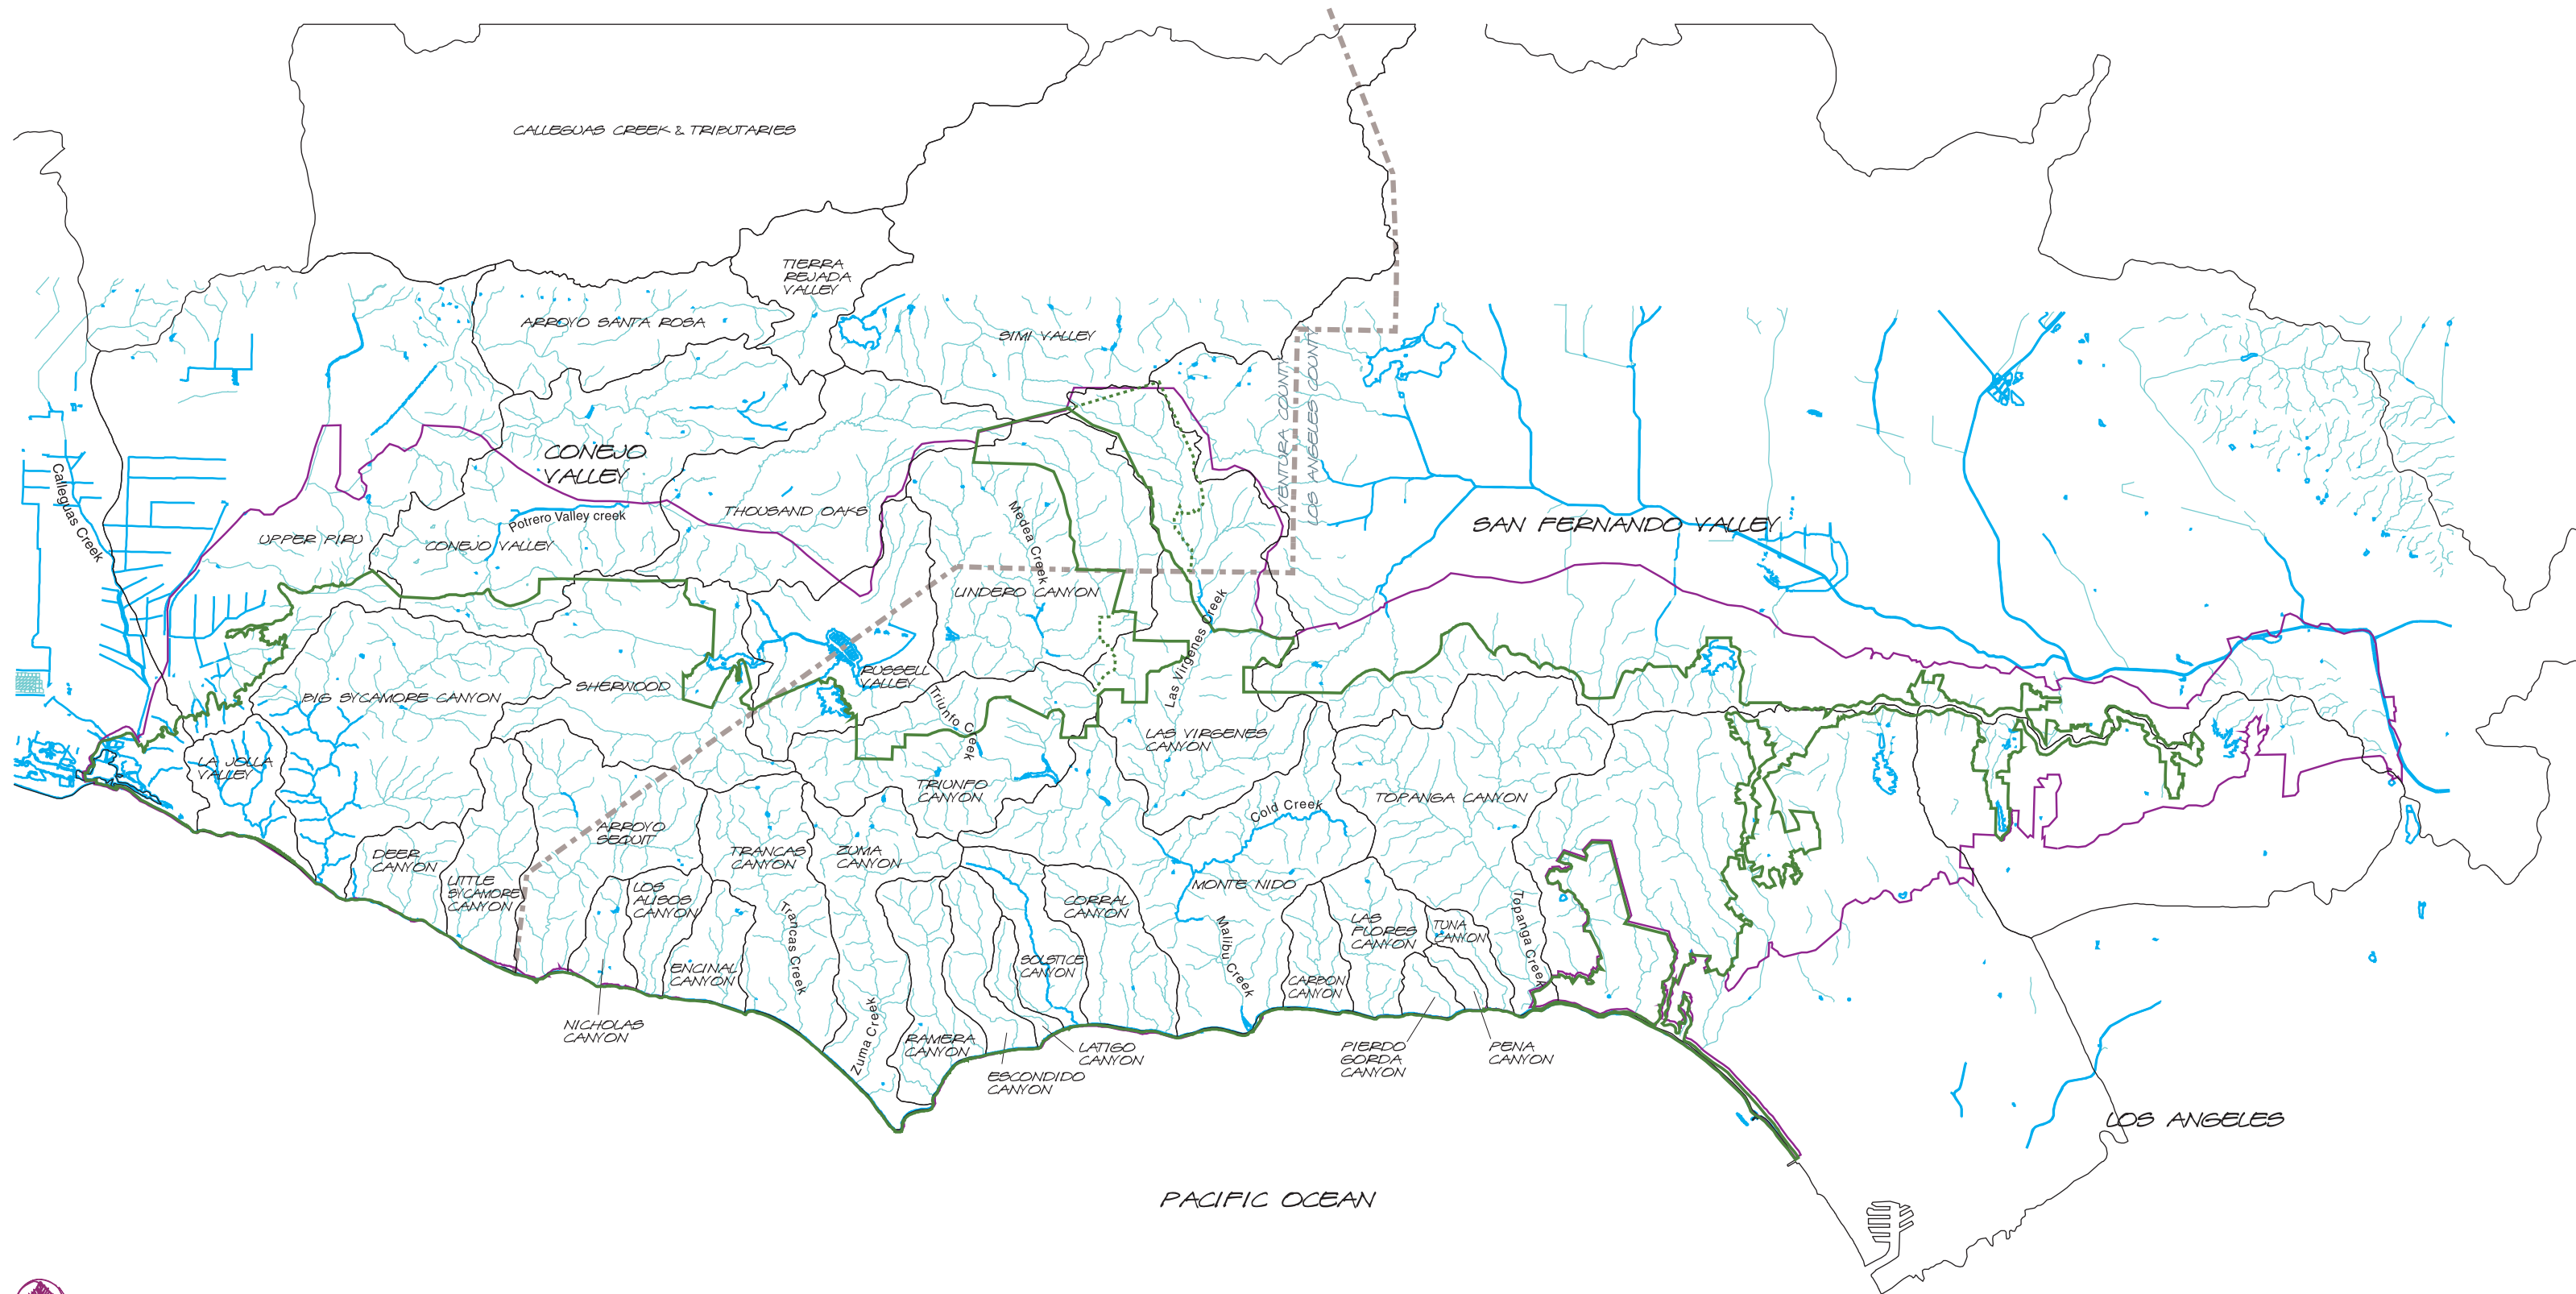 CALLEGUAS CREEK & TRIBUTARIES
TIERRA
REJADA
VALLEY
ARROYO SANTA ROSA
SIMI VALLEY
VENTURA COUNTY
LOS ANGELES COUNTY
CONEJO
VALLEY
Calleguas Creek
Potrero Valley creek
THOUSAND OAKS
Medea Creek
SAN FERNANDO VALLEY
UPPER PIRU
CONEJO VALLEY
LINDERO CANYON
Las Virgenes Creek
RUSSELL
VALLEY
SHERWOOD
BIG SYCAMORE CANYON
Triunfo Creek
LAS VIRGENES
CANYON
LA JOLLA
VALLEY
TRIUNFO
CANYON
TOPANGA CANYON
Cold Creek
ARROYO
SEQUIT
DEER
CANYON
TRANCAS
CANYON
ZUMA
CANYON
LITTLE
SYCAMORE
CANYON
LOS
ALISOS
CANYON
MONTE NIDO
CORRAL
CANYON
Trancas Creek
Malibu Creek
LAS
FLORES
CANYON
TUNA
CANYON
Topanga Creek
ENCINAL
CANYON
SOLSTICE
CANYON
CARBON
CANYON
Zuma Creek
NICHOLAS
CANYON
RAMERA
CANYON
LATIGO
CANYON
ESCONDIDO
CANYON
PIERDO
GORDA
CANYON
PENA
CANYON
LOS ANGELES
PACIFIC OCEAN